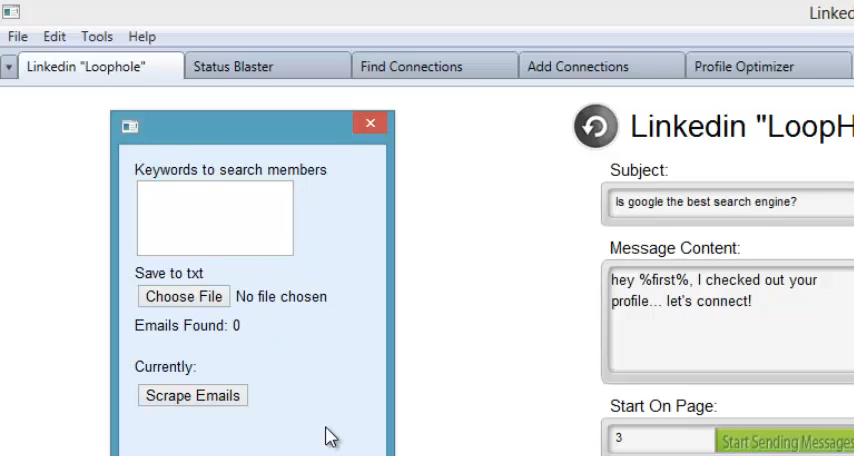 Linked
File Edit Tools Help
Linkedin "Loophole" Status Blaster Find Connections Add Connections Profile Optimizer
Linkedin "LoopH
Keywords to search members
Subject:
Is google the best search engine?
Message Content:
hey %first%, I checked out your
profile... let's connect!
Save to txt
Choose File No file chosen
Emails Found: 0
Currently:
Scrape Emails
Start On Page:
3 Start Sending Messages